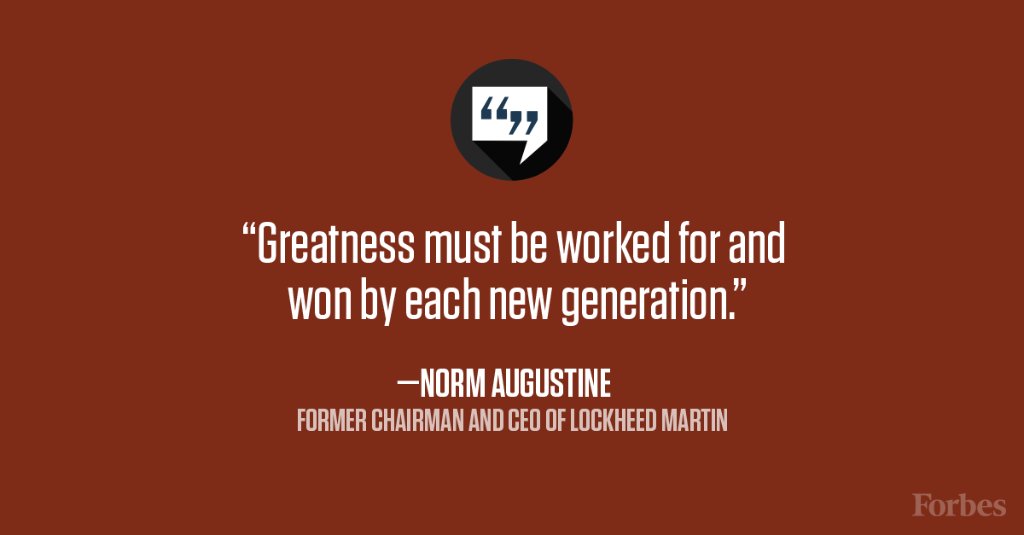 “Greatness must be worked for and
won by each new generation.”
—NORM AUGUSTINE
FORMER CHAIRMAN AND CEO OF LOCKHEED MARTIN
Forbes